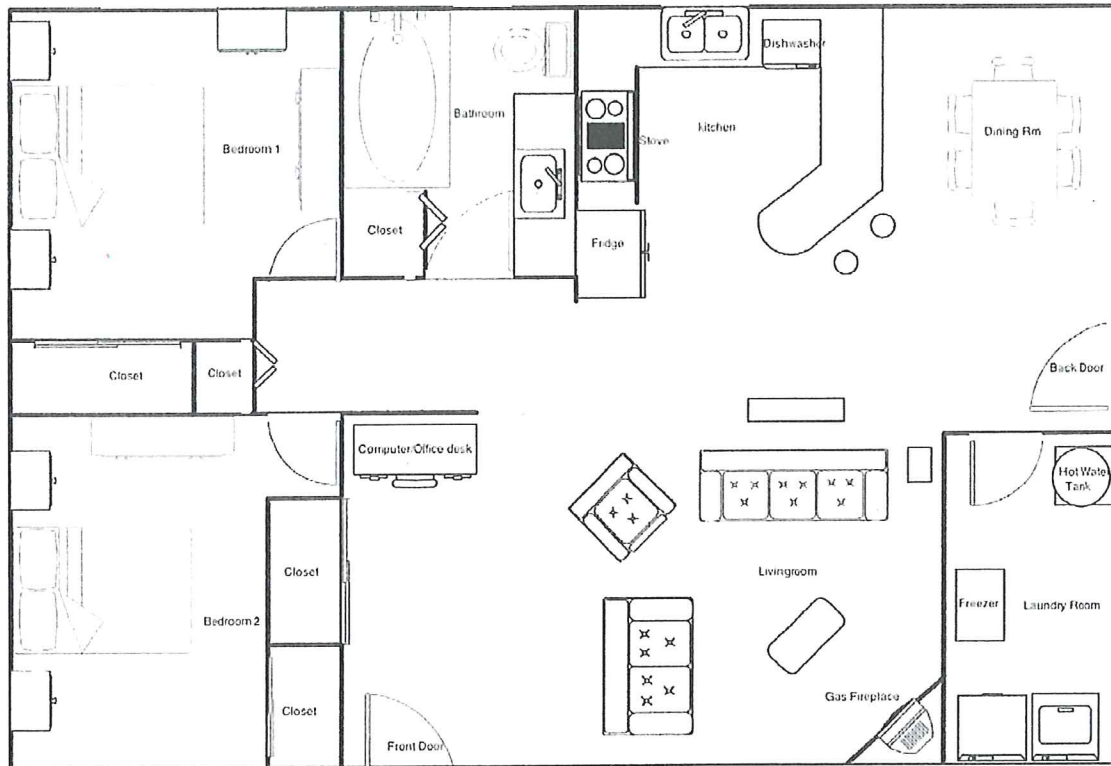 Dishwasher
Bathroom
kitchen
Dining Rm
Stove
Bedroom 1
Closet
Fridge
Back Door
Closet
Closet
Computer/Office desk
Hot Water
Tank
Closet
Livingroom
Freezer
Laundry Room
Bedroom 2
Gas Fireplace
Closet
Front Door